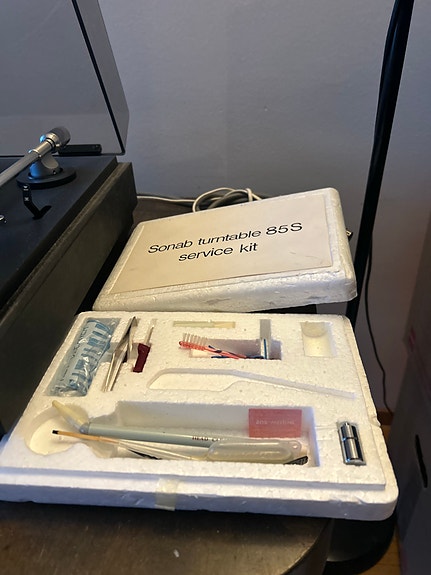 Sonab turntable 85S
service kit